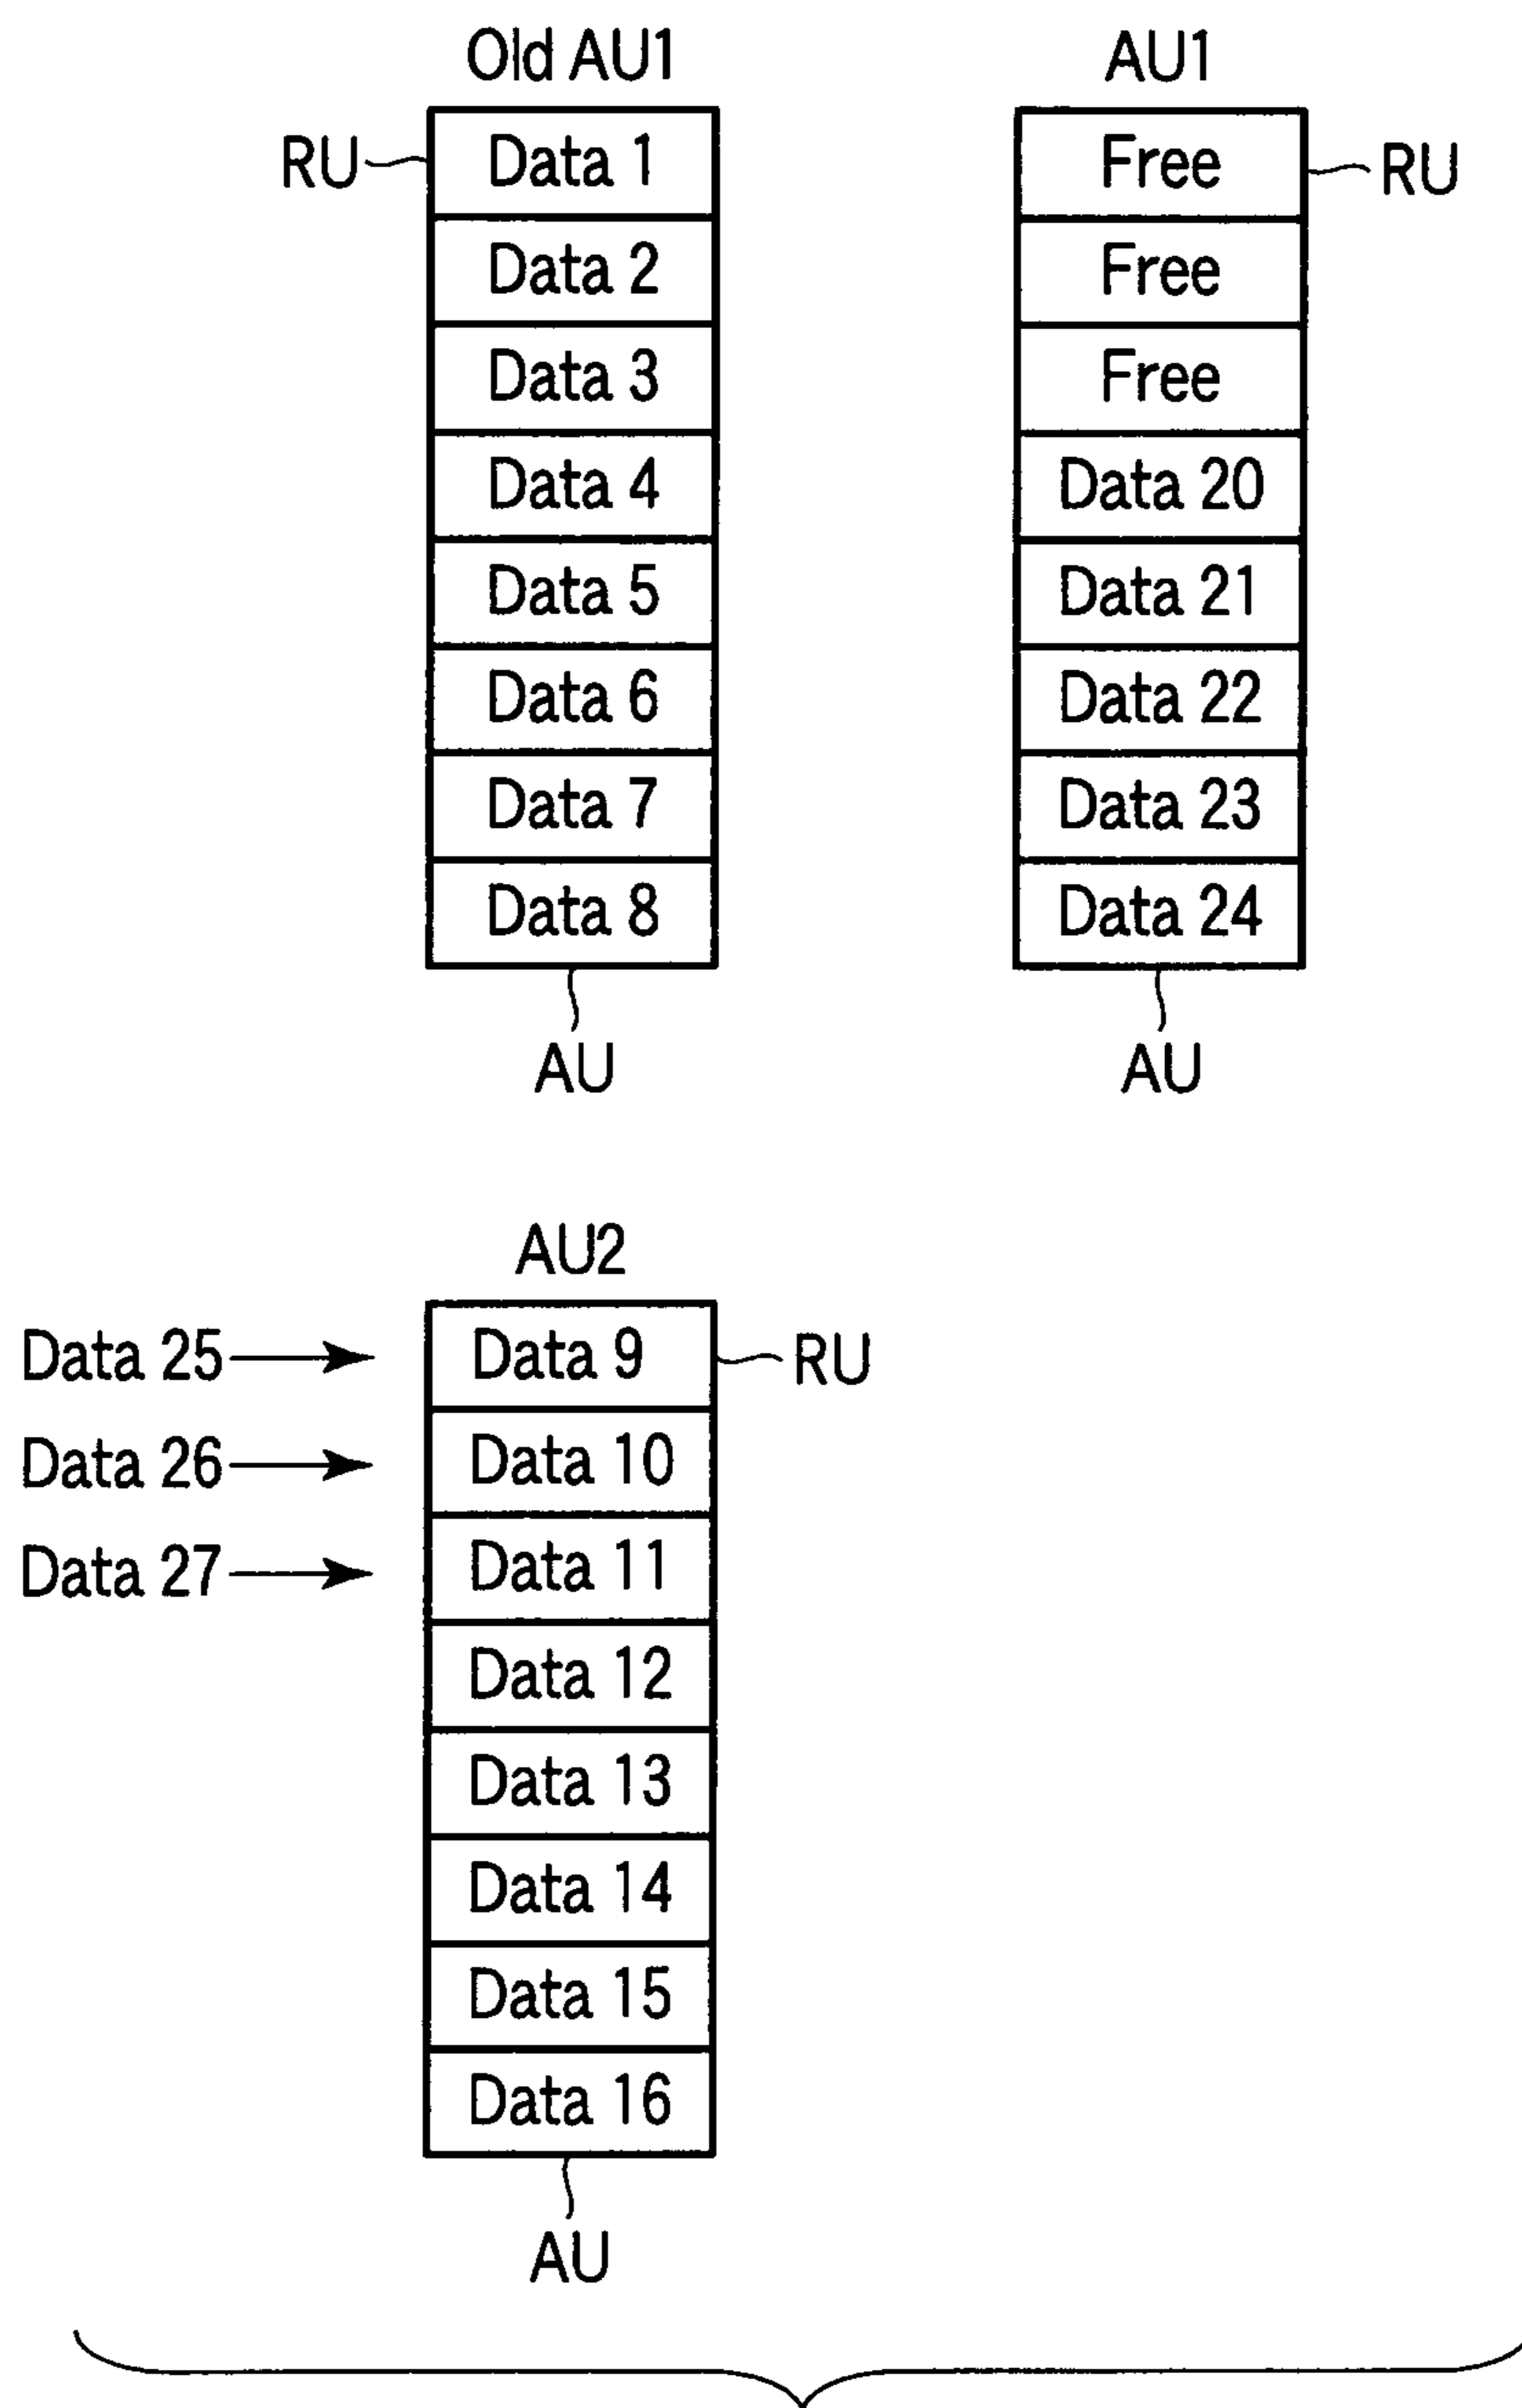 Old AU1
AU1
RU
Data 1
Free
RU
Data 2
Free
Data 3
Free
Data 4
Data 20
Data 5
Data 21
Data 6
Data 22
Data 7
Data 23
Data 8
Data 24
AU
AU
AU2
Data 25
Data 9
RU
Data 26
Data 10
Data 27
Data 11
Data 12
Data 13
Data 14
Data 15
Data 16
AU